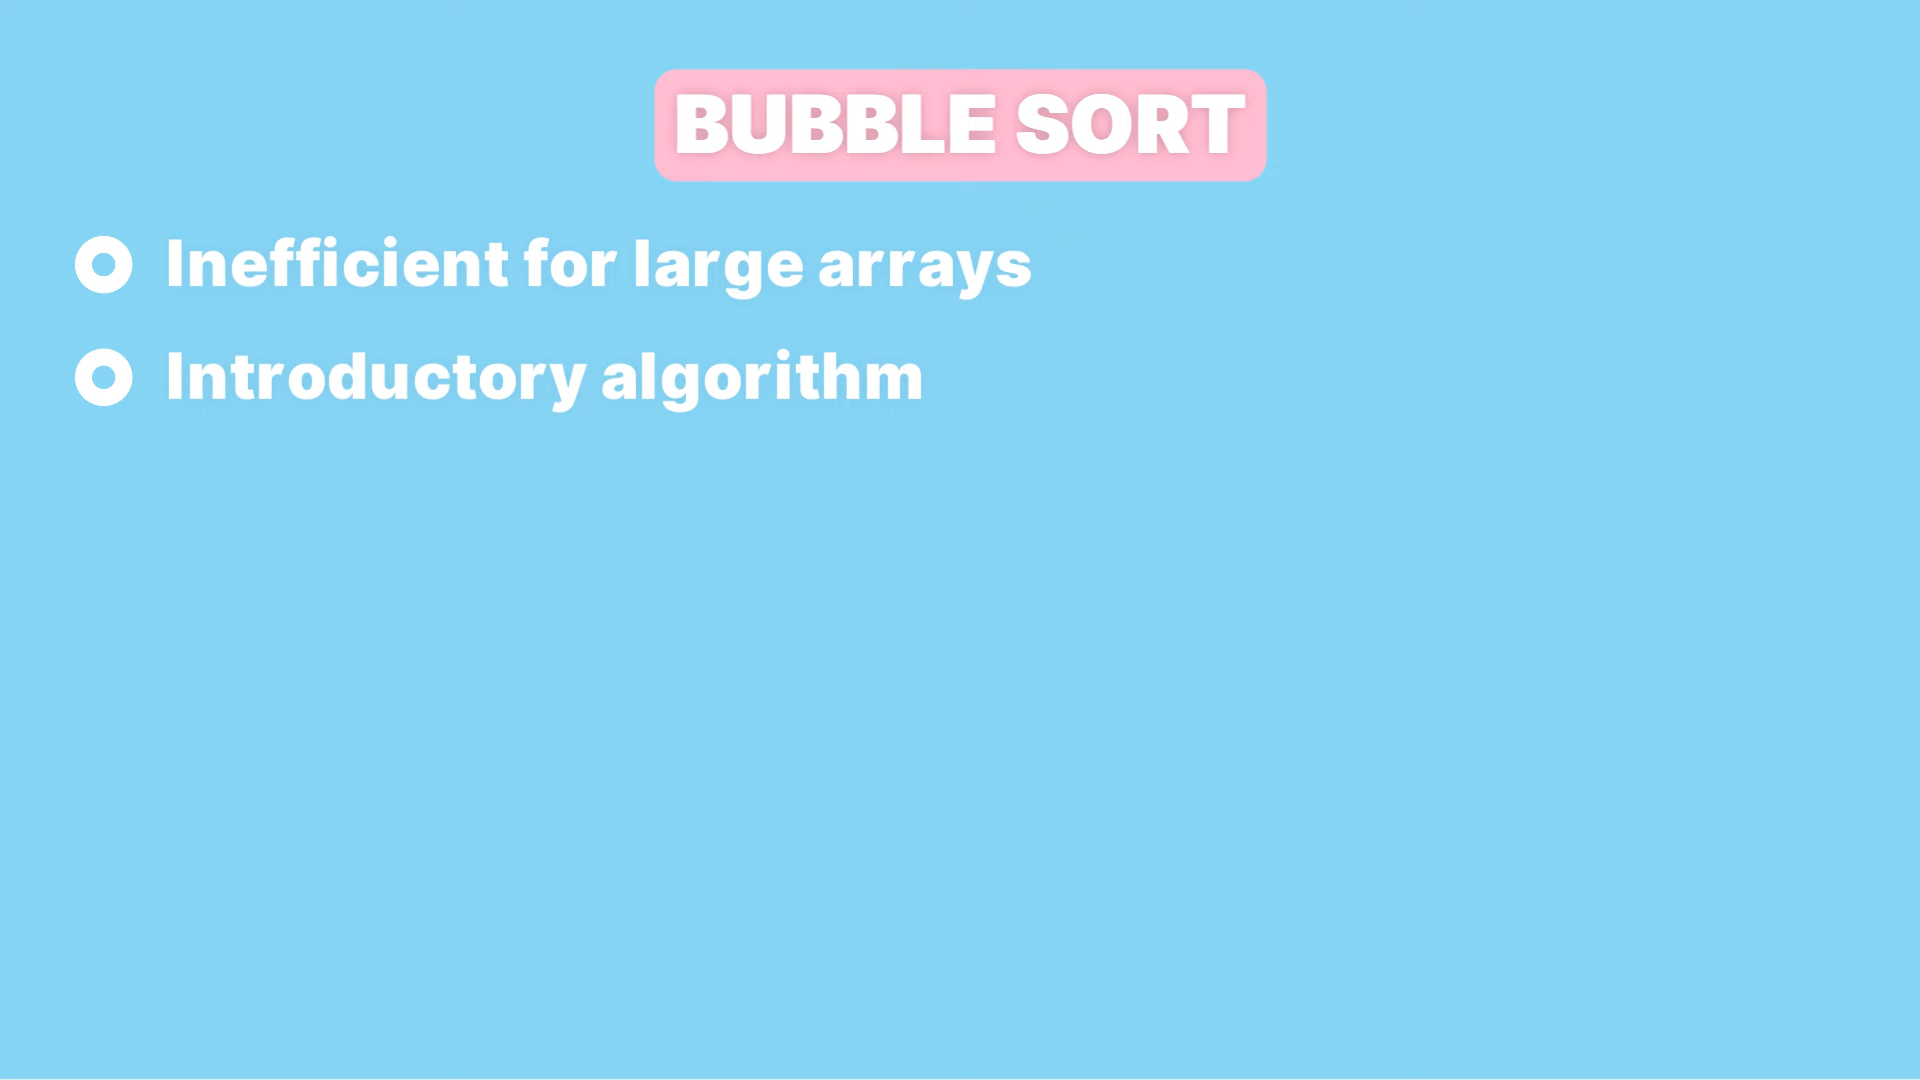 BUBBLE SORT
Inefficient for large arrays
Introductory algorithm